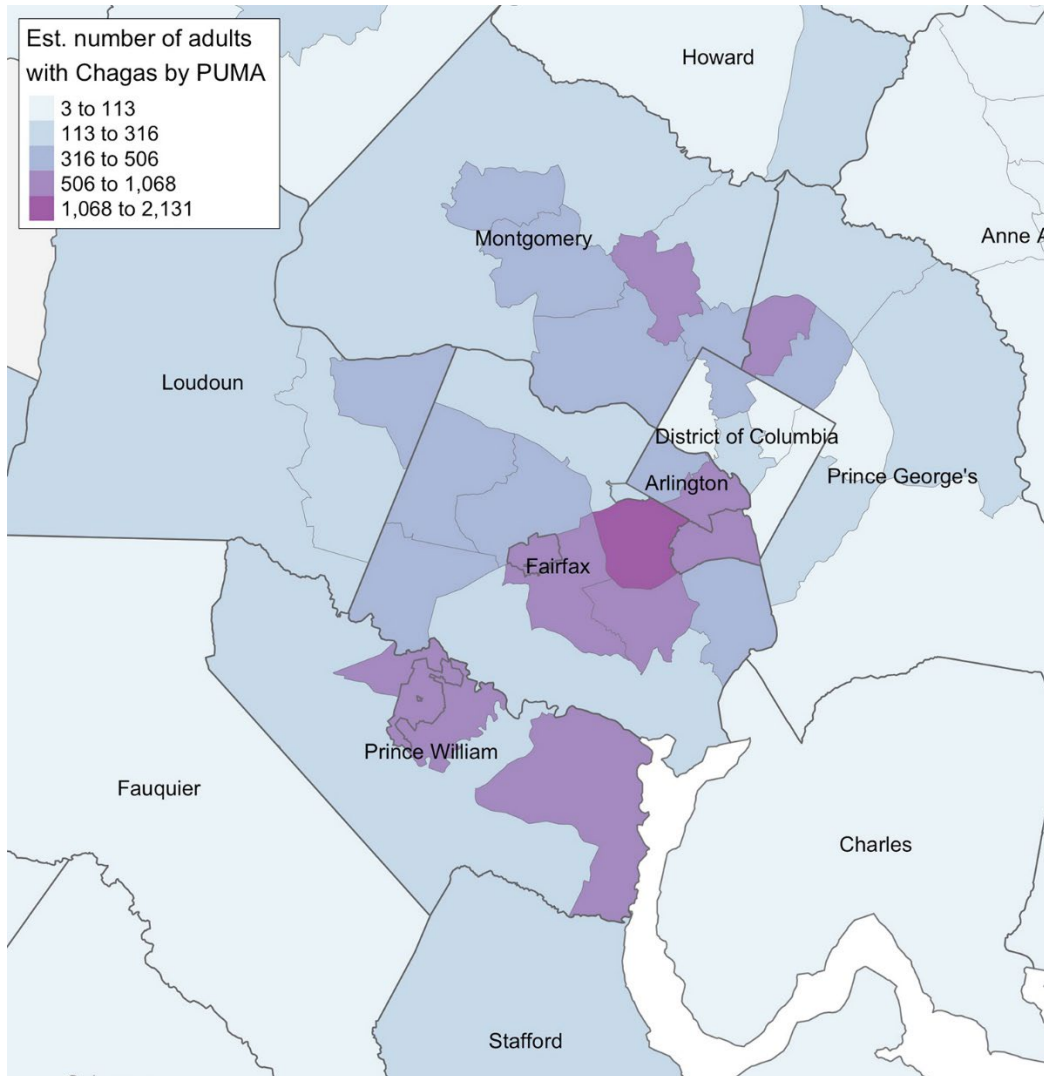 Est. number of adults
with Chagas by PUMA
3 to 113
113 to 316
316 to 506
506 to 1,068
1,068 to 2,131
Howard
Montgomery
Anne A
Loudoun
District of Columbia
Arlington
Prince George's
Fairfax
Prince William
Fauquier
Charles
Stafford